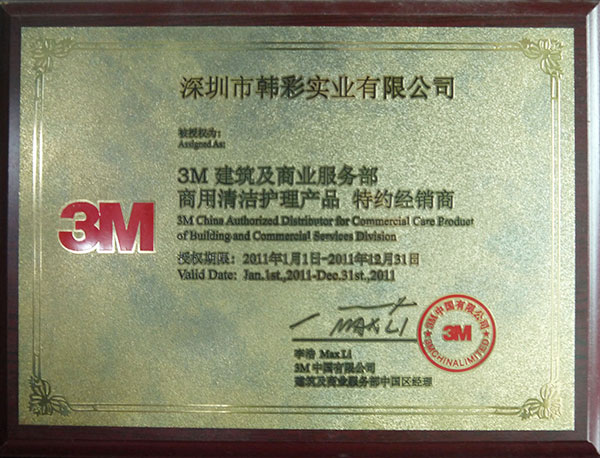 深圳市韩彩实业有限公司
被授权为:
Assigned As:
3M 建筑及商业服务部
商用清洁护理产品 特约经销商
3M China Authorized Distributor for Commercial Care Product
of Building and Commercial Services Division
3M
授权期限: 2011年1月1日-2011年12月31日
Valid Date: Jan.1st.,2011-Dec.31st.,2011
MAX LI
3M中国有限公司
3M
3M CHINA LIMITED
李浩 Max.Li
3M 中国有限公司
建筑及商业服务部中国区经理